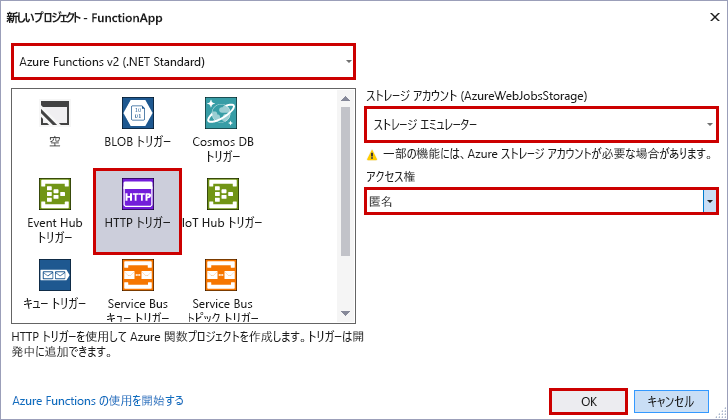 新しいプロジェクト - FunctionApp
Azure Functions v2 (.NET Standard)
空
BLOB トリガー
Cosmos DB
トリガー
Event Hub
トリガー
HTTP
HTTP トリガー
IoT Hub トリガー
キュー トリガー
Service Bus
キュー トリガー
Service Bus
トピック トリガー
ストレージ アカウント (AzureWebJobsStorage)
ストレージ エミュレーター
一部の機能には、Azure ストレージ アカウントが必要な場合があります。
アクセス権
匿名
HTTP トリガーを使用して Azure 関数プロジェクトを作成します。トリガーは開
発中に追加できます。
Azure Functions の使用を開始する
OK
キャンセル